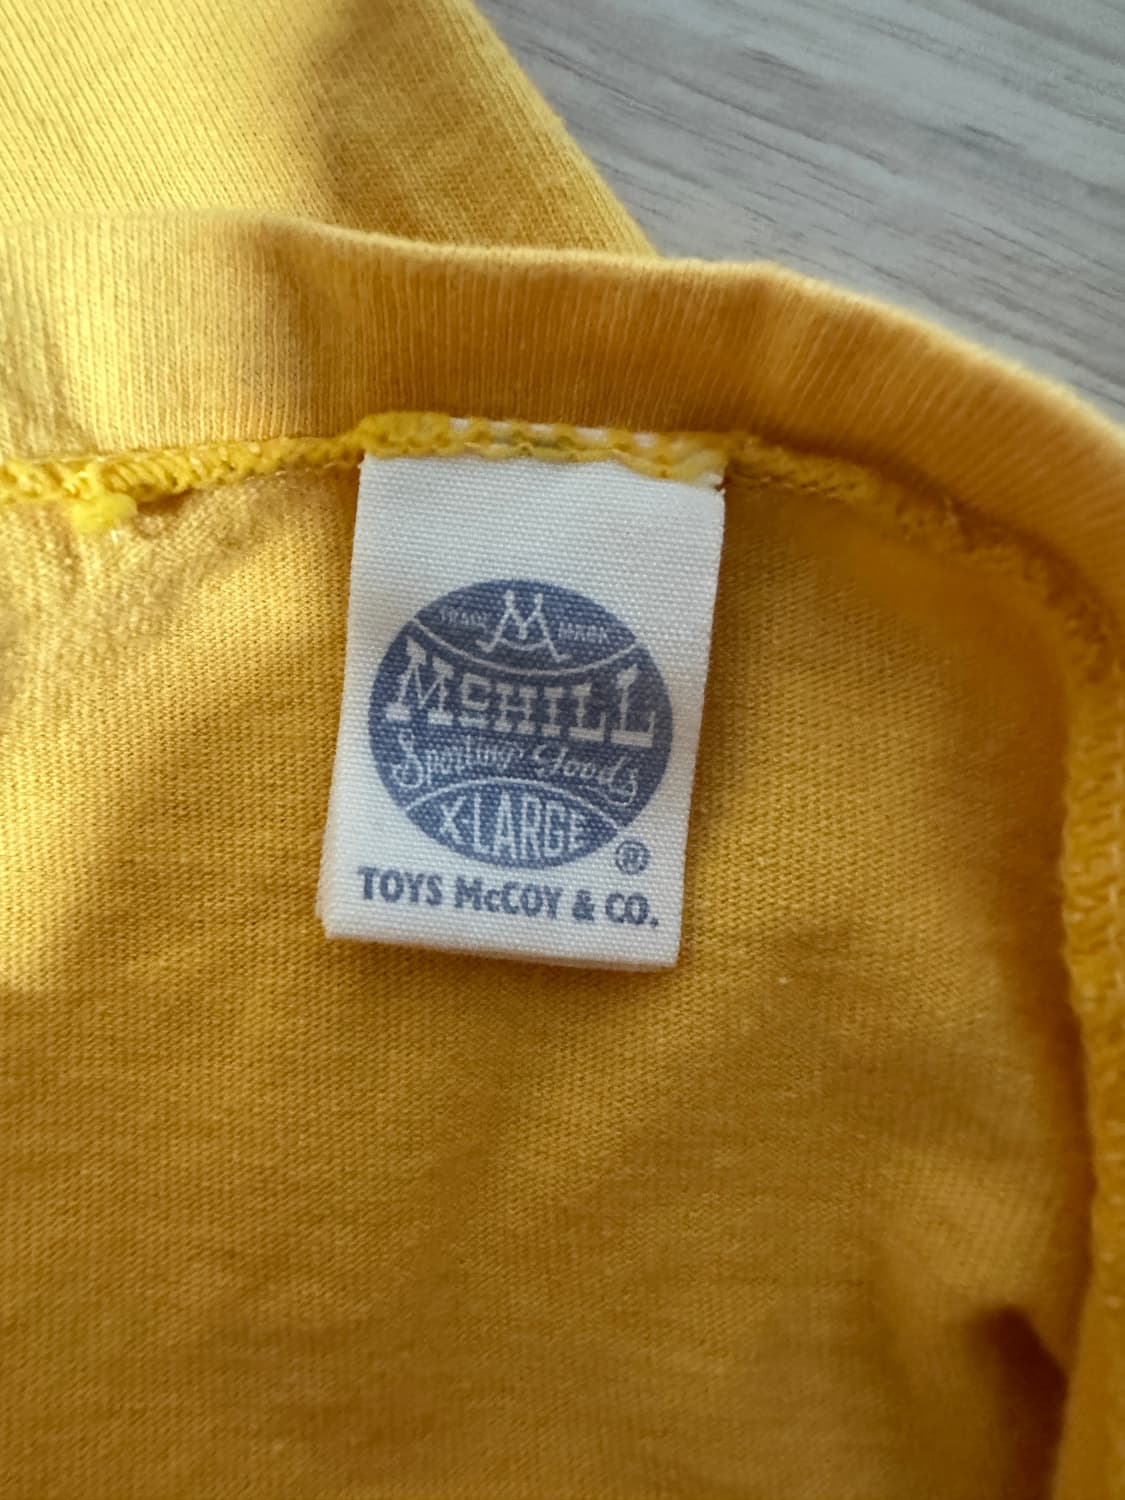 TRADE M MARK
McHILL
Sporting Goods
X-LARGE
®
TOYS McCOY & CO.